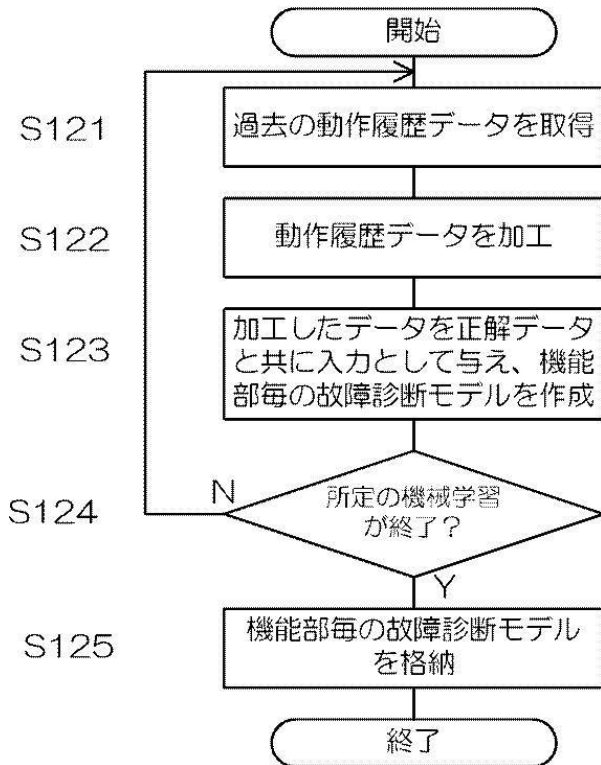 開始
S121
過去の動作履歴データを取得
S122
動作履歴データを加工
S123
加工したデータを正解データ
と共に入力として与え、機能
部毎の故障診断モデルを作成
S124
N
所定の機械学習
が終了？
Y
S125
機能部毎の故障診断モデル
を格納
終了